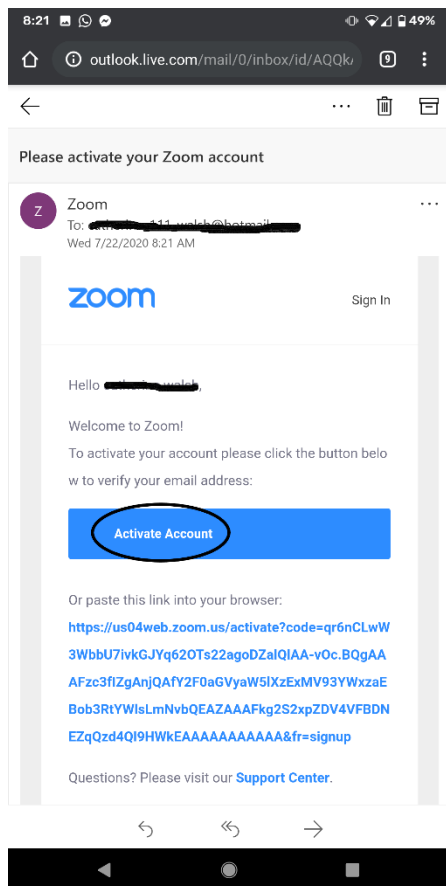 8:21
49%
outlook.live.com/mail/0/inbox/id/AQQk
9
Please activate your Zoom account
Z
Zoom
To:
Wed 7/22/2020 8:21 AM
zoom
Sign In
Hello
Welcome to Zoom!
To activate your account please click the button belo
w to verify your email address:
Activate Account
Or paste this link into your browser:
https://us04web.zoom.us/activate?code=qr6nCLwW
3WbbU7ivkGJYq62OTs22agoDZalQlAA-vOc.BQgAA
AFzc3fIZgAnjQAfY2F0aGVyaW5lXzExMV93YWxzaE
Bob3RtYWlsLmNvbQEAZAAAFkg2S2xpZDV4VFBDN
EZqQzd4Ql9HWkEAAAAAAAAAAA&fr=signup
Questions? Please visit our Support Center.